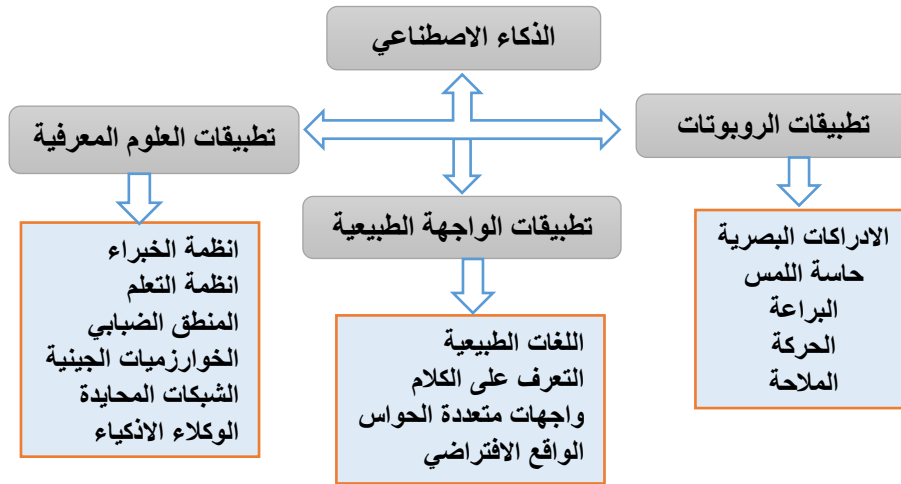 الذكاء الاصطناعي
تطبيقات الروبوتات
تطبيقات العلوم المعرفية
تطبيقات الواجهة الطبيعية
الادراكات البصرية
حاسة اللمس
البراعة
الحركة
الملاحة
اللغات الطبيعية
التعرف على الكلام
واجهات متعددة الحواس
الواقع الافتراضي
انظمة الخبراء
انظمة التعلم
المنطق الضبابي
الخوارزميات الجينية
الشبكات المحايدة
الوكلاء الاذكياء